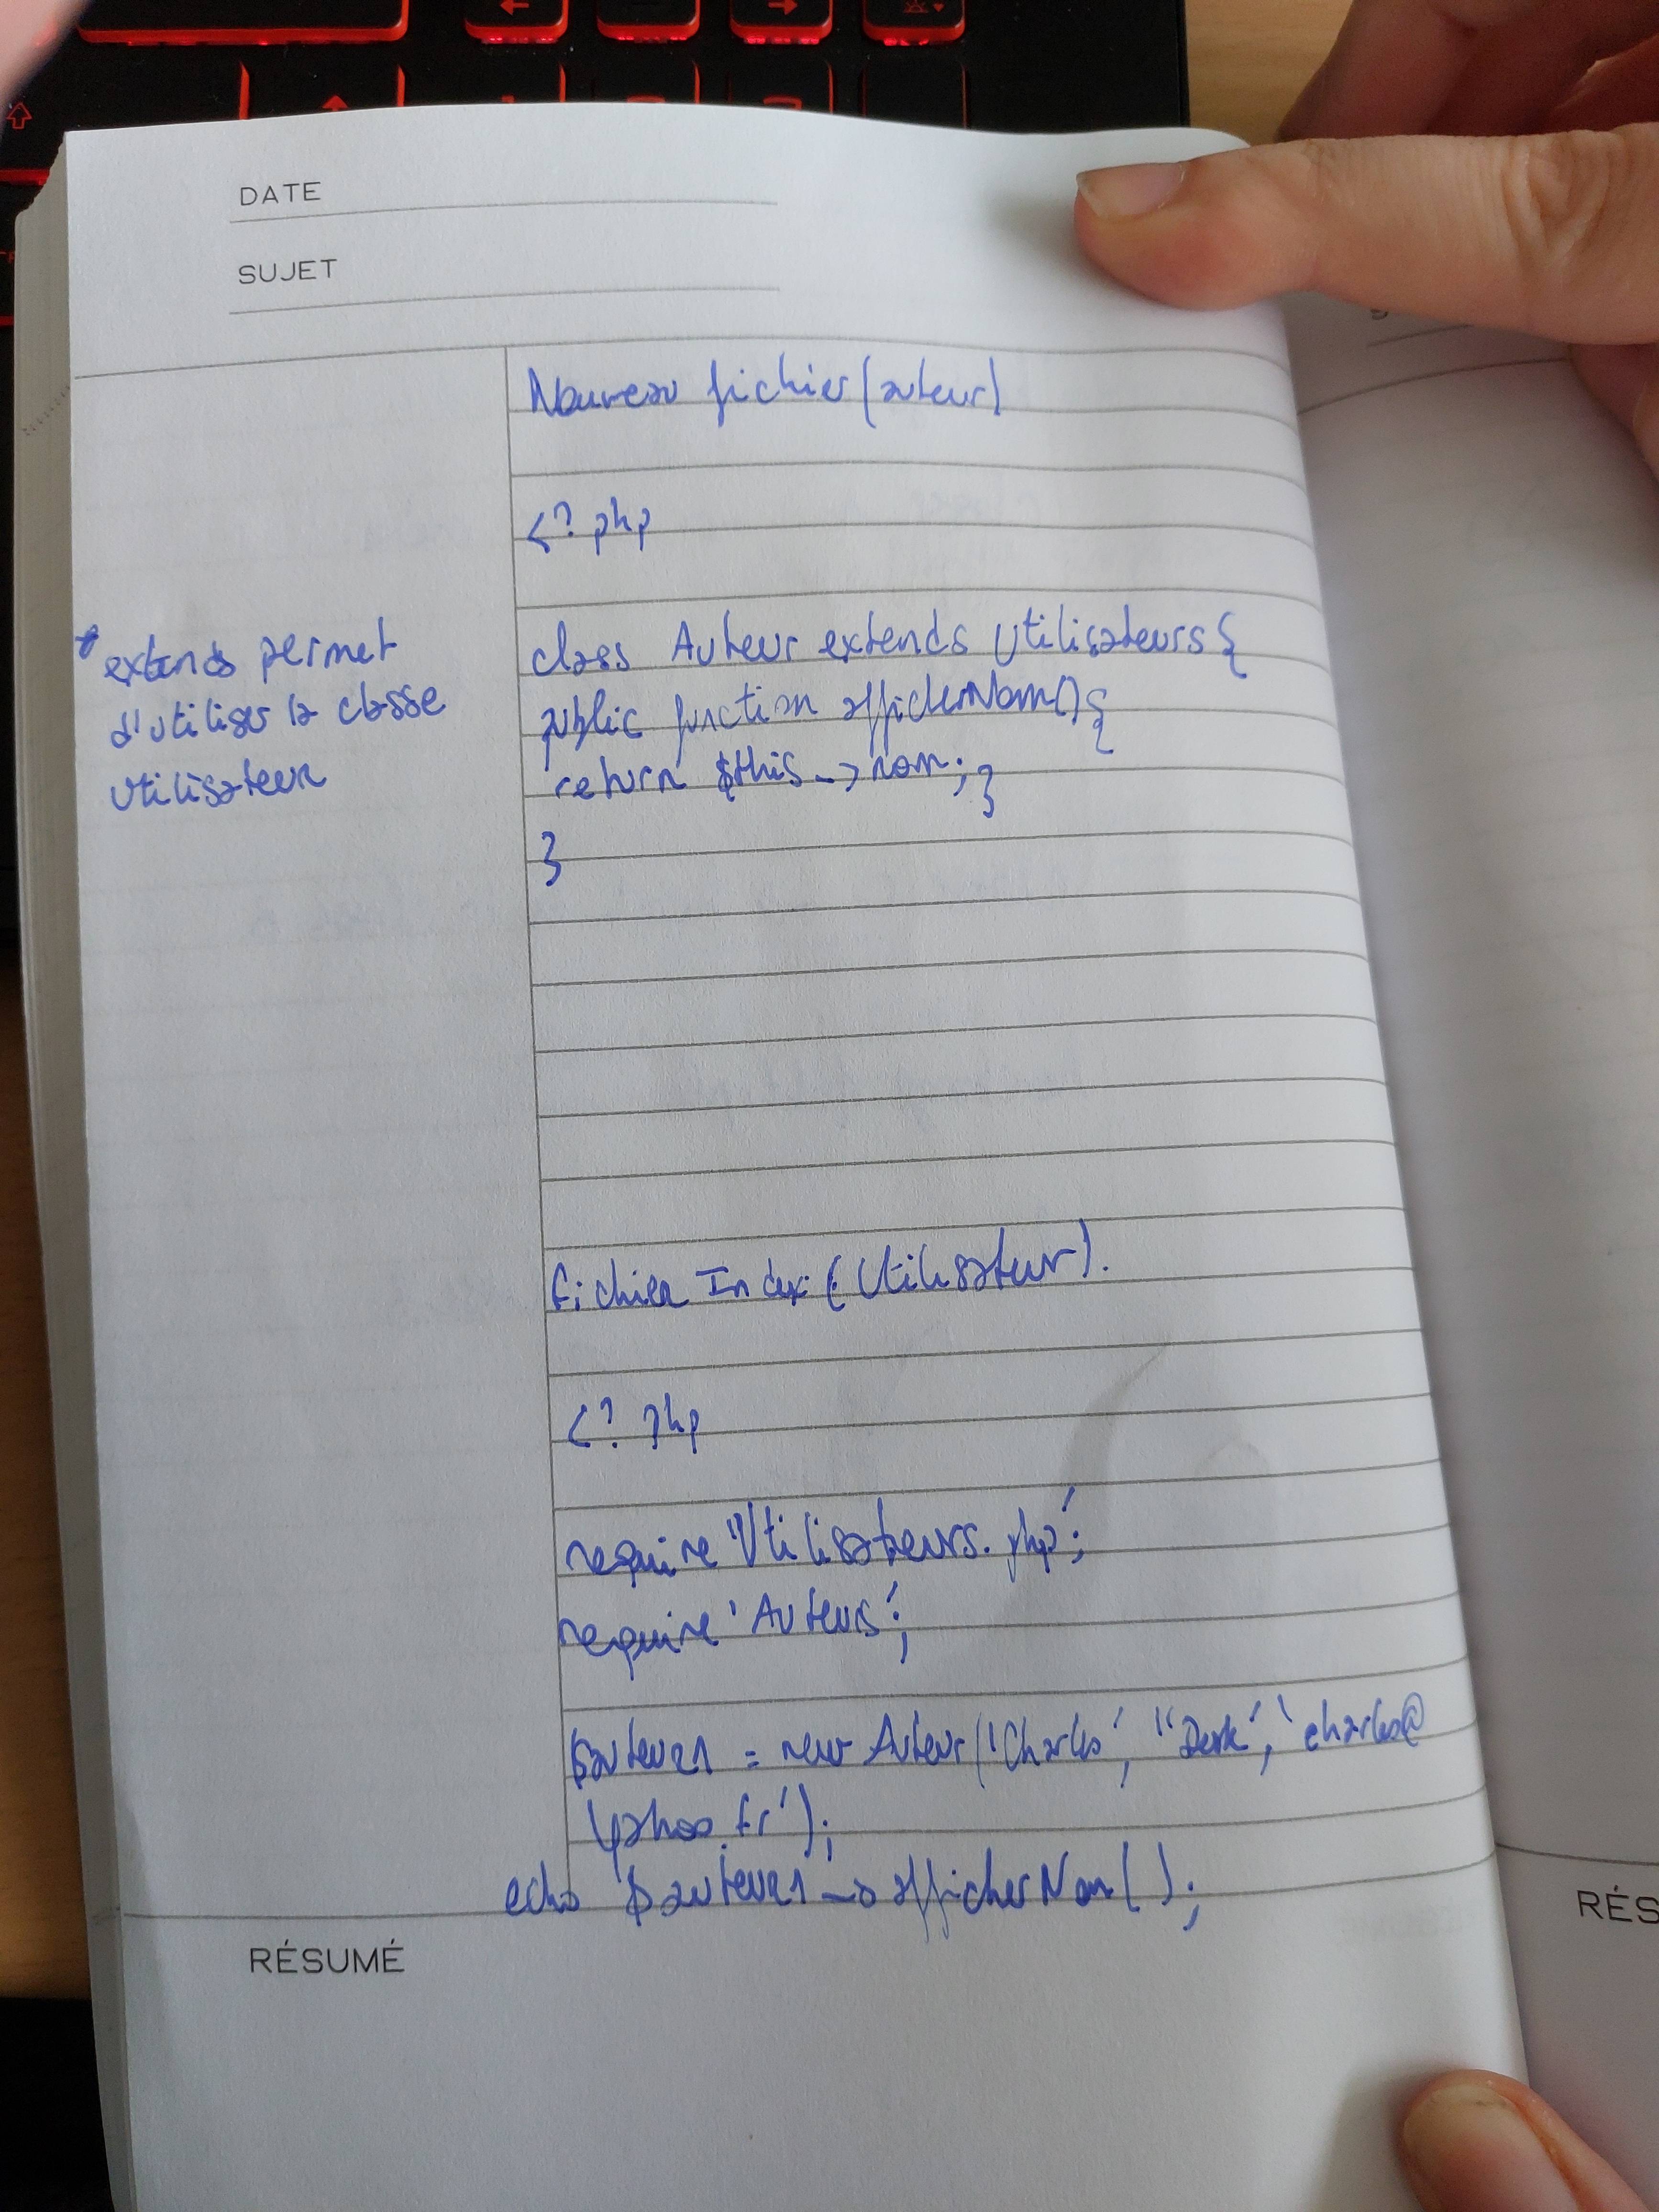 DATE
SUJET
Nouveau fichier (auteur)
<? php
* extends permet
d'utiliser la classe
utilisateur
class Auteur extends Utilisateurs {
public function afficherNom() {
return $this -> nom ; }
}
fichier Index (Utilisateur).
<? php
require 'Utilisateurs.php';
require 'Auteurs';
$auteur1 = new Auteur('Charles', "Derk', 'charles@
yahoo.fr');
echo $auteur1 -> afficherNom();
RÉSUMÉ
RÉS